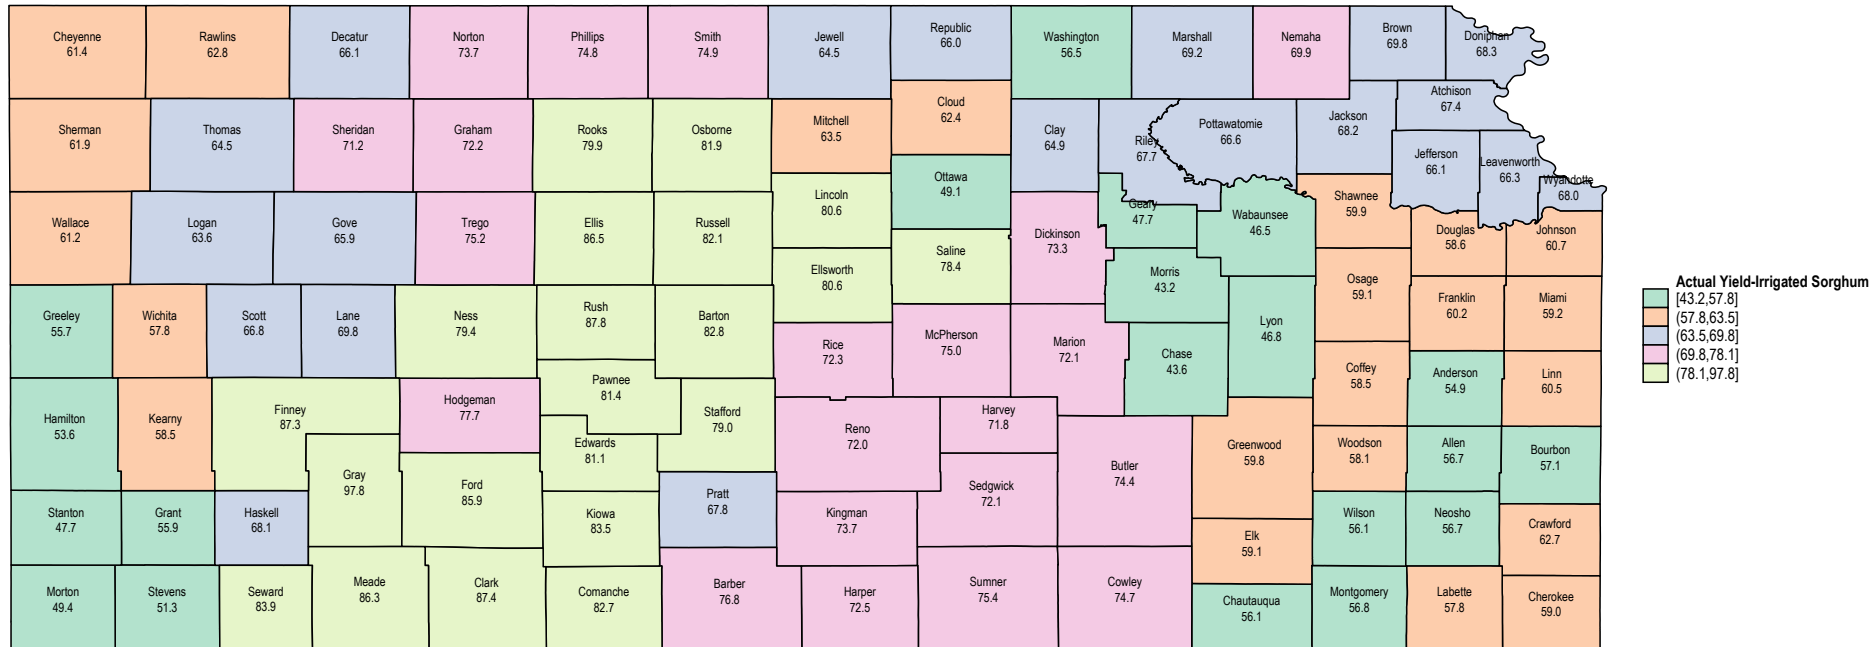 Cheyenne
61.4
Rawlins
62.8
Decatur
66.1
Norton
73.7
Phillips
74.8
Smith
74.9
Jewell
64.5
Republic
66.0
Washington
56.5
Marshall
69.2
Nemaha
69.9
Brown
69.8
Doniphan
68.3
Sherman
61.9
Thomas
64.5
Sheridan
71.2
Graham
72.2
Rooks
79.9
Osborne
81.9
Mitchell
63.5
Cloud
62.4
Clay
64.9
Riley
67.7
Pottawatomie
66.6
Jackson
68.2
Atchison
67.4
Jefferson
66.1
Leavenworth
66.3
Wyandotte
68.0
Ottawa
49.1
Lincoln
80.6
Wallace
61.2
Logan
63.6
Gove
65.9
Trego
75.2
Ellis
86.5
Russell
82.1
Ellsworth
80.6
Saline
78.4
Dickinson
73.3
Geary
47.7
Wabaunsee
46.5
Shawnee
59.9
Douglas
58.6
Johnson
60.7
Morris
43.2
Osage
59.1
Franklin
60.2
Miami
59.2
Greeley
55.7
Wichita
57.8
Scott
66.8
Lane
69.8
Ness
79.4
Rush
87.8
Barton
82.8
Rice
72.3
McPherson
75.0
Marion
72.1
Chase
43.6
Lyon
46.8
Coffey
58.5
Anderson
54.9
Linn
60.5
Hamilton
53.6
Kearny
58.5
Finney
87.3
Hodgeman
77.7
Pawnee
81.4
Stafford
79.0
Edwards
81.1
Reno
72.0
Harvey
71.8
Gray
97.8
Ford
85.9
Butler
74.4
Greenwood
59.8
Woodson
58.1
Allen
56.7
Bourbon
57.1
Stanton
47.7
Grant
55.9
Haskell
68.1
Kiowa
83.5
Pratt
67.8
Kingman
73.7
Sedgwick
72.1
Elk
59.1
Wilson
56.1
Neosho
56.7
Crawford
62.7
Morton
49.4
Stevens
51.3
Seward
83.9
Meade
86.3
Clark
87.4
Comanche
82.7
Barber
76.8
Harper
72.5
Sumner
75.4
Cowley
74.7
Chautauqua
56.1
Montgomery
56.8
Labette
57.8
Cherokee
59.0
Actual Yield-Irrigated Sorghum
[43.2,57.8]
(57.8,63.5]
(63.5,69.8]
(69.8,78.1]
(78.1,97.8]